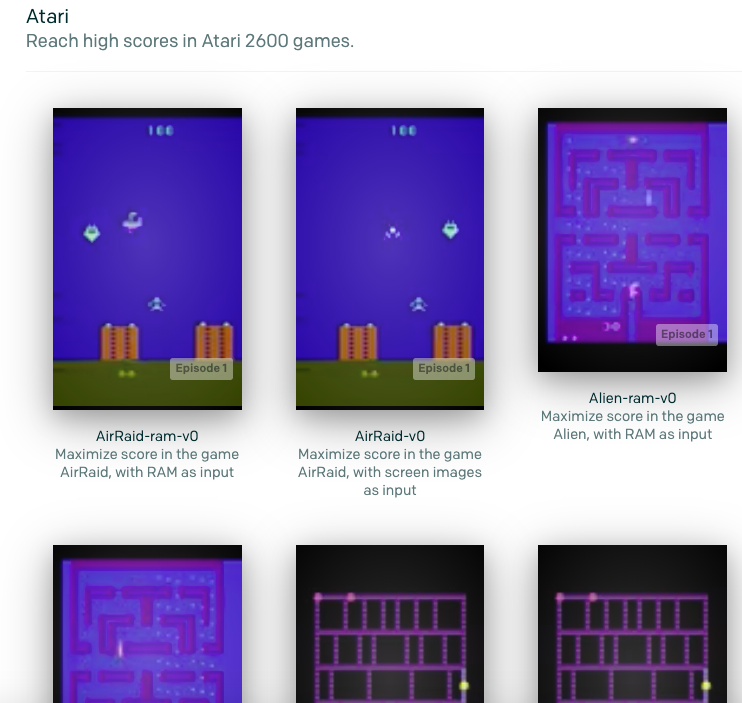 Atari
Reach high scores in Atari 2600 games.
100
100
Episode 1
Episode 1
Episode 1
AirRaid-ram-v0
Maximize score in the game
AirRaid, with RAM as input
AirRaid-v0
Maximize score in the game
AirRaid, with screen images
as input
Alien-ram-v0
Maximize score in the game
Alien, with RAM as input